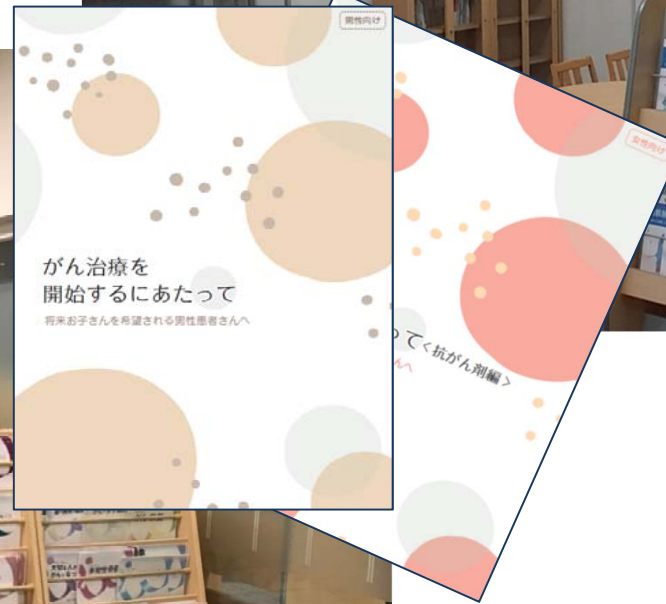 男性向け
がん治療を
開始するにあたって
将来お子さんを希望される男性患者さんへ
女性向け
って<抗がん剤編>